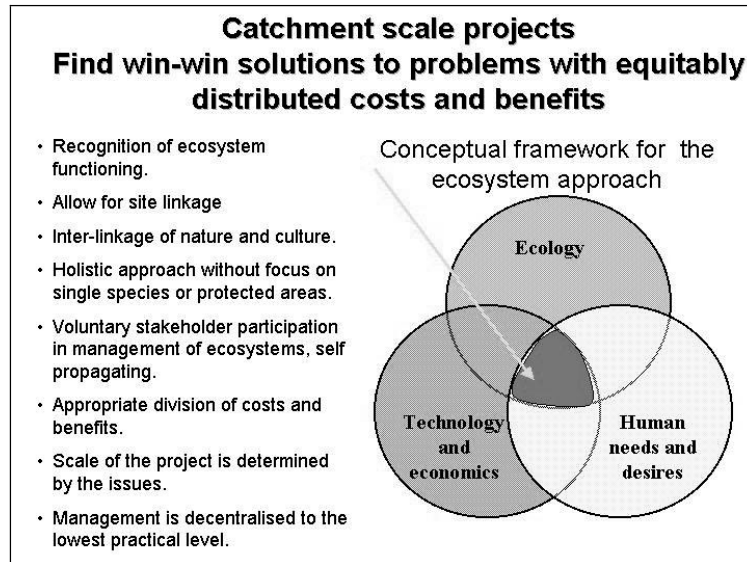 Catchment scale projects
Find win-win solutions to problems with equitably
distributed costs and benefits
• Recognition of ecosystem
functioning.
• Allow for site linkage
• Inter-linkage of nature and culture.
• Holistic approach without focus on
single species or protected areas.
• Voluntary stakeholder participation
in management of ecosystems, self
propagating.
• Appropriate division of costs and
benefits.
• Scale of the project is determined
by the issues.
• Management is decentralised to the
lowest practical level.
Conceptual framework for the
ecosystem approach
Ecology
Technology
and
economics
Human
needs and
desires